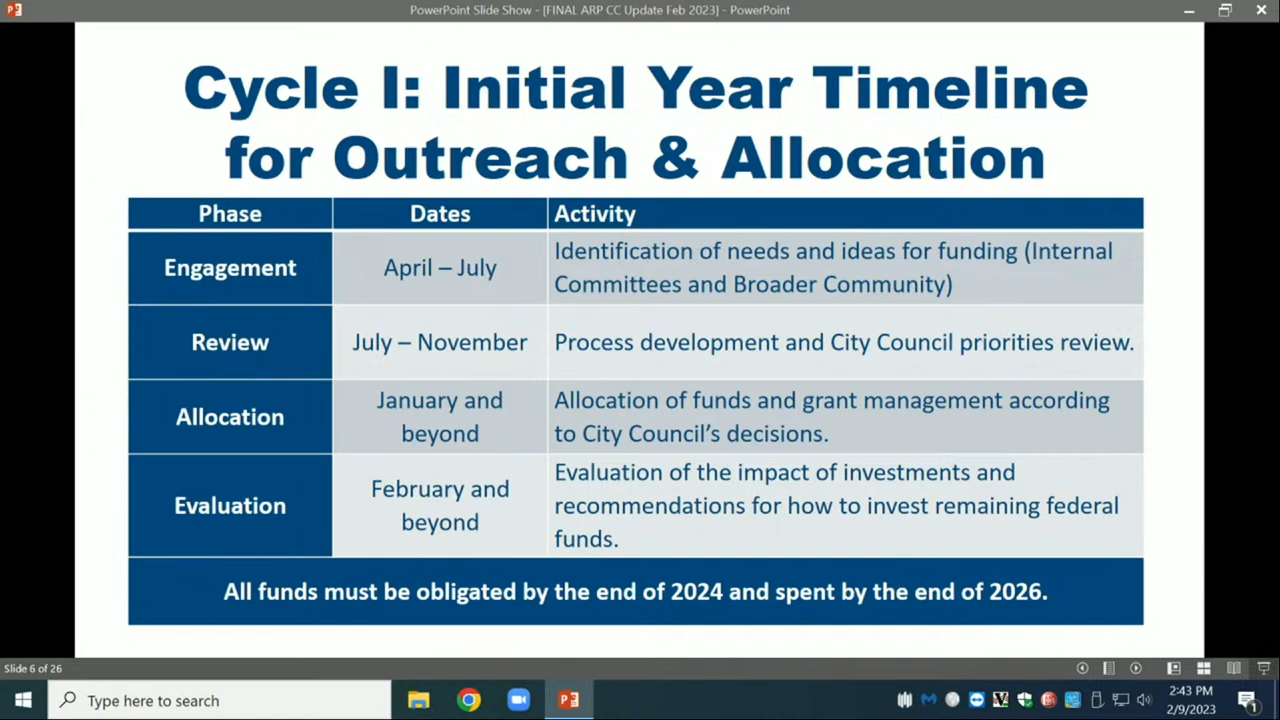 PowerPoint Slide Show - [FINAL ARP CC Update Feb 2023] - PowerPoint
Cycle I: Initial Year Timeline
for Outreach & Allocation
Phase
Dates
Activity
Engagement
April – July
Identification of needs and ideas for funding (Internal
Committees and Broader Community)
Review
July – November
Process development and City Council priorities review.
Allocation
January and
beyond
Allocation of funds and grant management according
to City Council’s decisions.
Evaluation
February and
beyond
Evaluation of the impact of investments and
recommendations for how to invest remaining federal
funds.
All funds must be obligated by the end of 2024 and spent by the end of 2026.
Slide 6 of 26
Type here to search
2:43 PM
2/9/2023
1